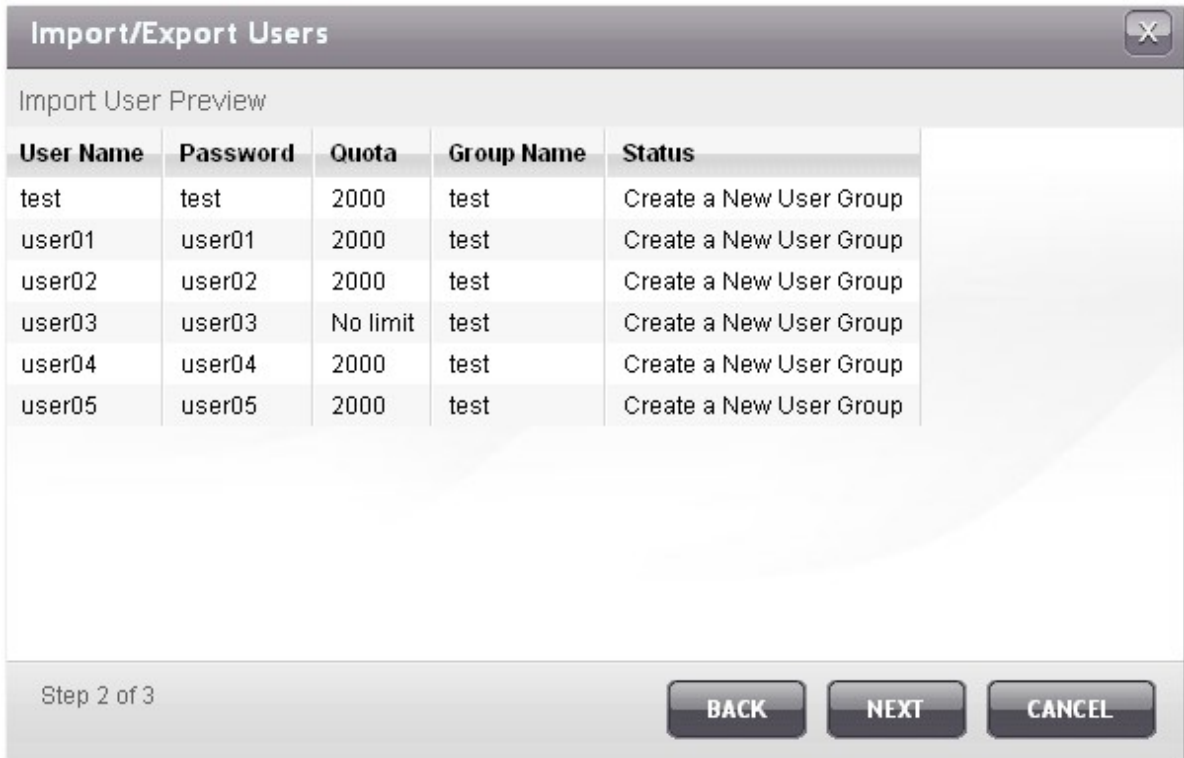 Import/Export Users X
Import User Preview
User Name Password Quota Group Name Status
test test 2000 test Create a New User Group
user01 user01 2000 test Create a New User Group
user02 user02 2000 test Create a New User Group
user03 user03 No limit test Create a New User Group
user04 user04 2000 test Create a New User Group
user05 user05 2000 test Create a New User Group
Step 2 of 3 BACK NEXT CANCEL